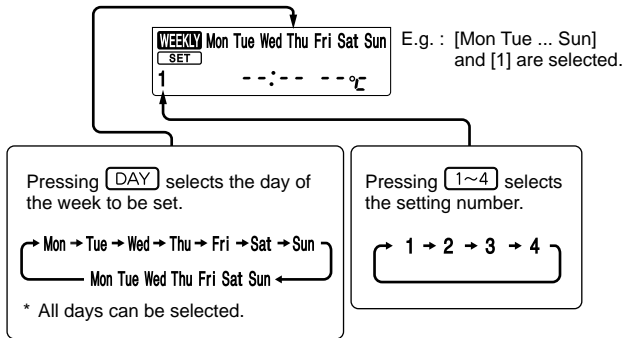 WEEKLY Mon Tue Wed Thu Fri Sat Sun
SET
1 --:-- --℃
E.g. : [Mon Tue ... Sun]
and [1] are selected.
Pressing DAY selects the day of
the week to be set.
Mon → Tue → Wed → Thu → Fri → Sat → Sun
Mon Tue Wed Thu Fri Sat Sun
* All days can be selected.
Pressing 1~4 selects
the setting number.
1 → 2 → 3 → 4